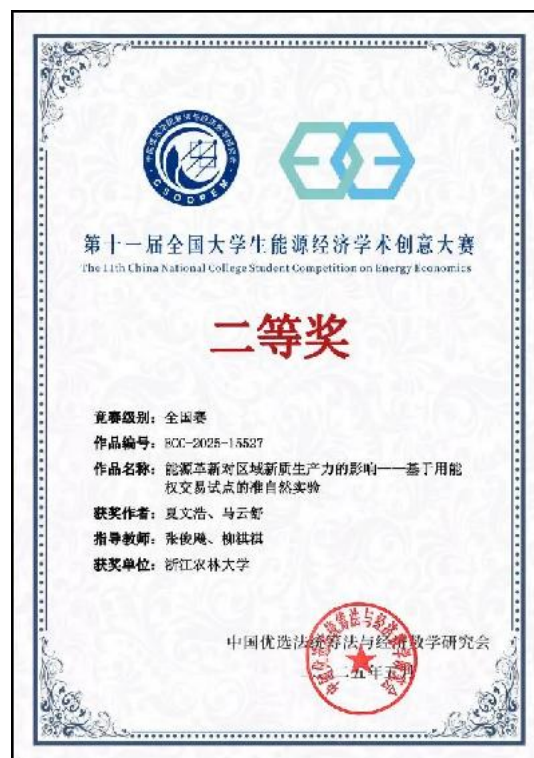 CSOOPEM
第十一届全国大学生能源经济学术创意大赛
The 11th China National College Student Competition on Energy Economics
二等奖
竞赛级别：全国赛
作品编号：ECC-2025-15527
作品名称：能源革新对区域新质生产力的影响——基于用能
权交易试点的准自然实验
获奖作者：夏文浩、马云舒
指导教师：张俊飚、柳祺祺
获奖单位：浙江农林大学
中国优选法统筹法与经济数学研究会